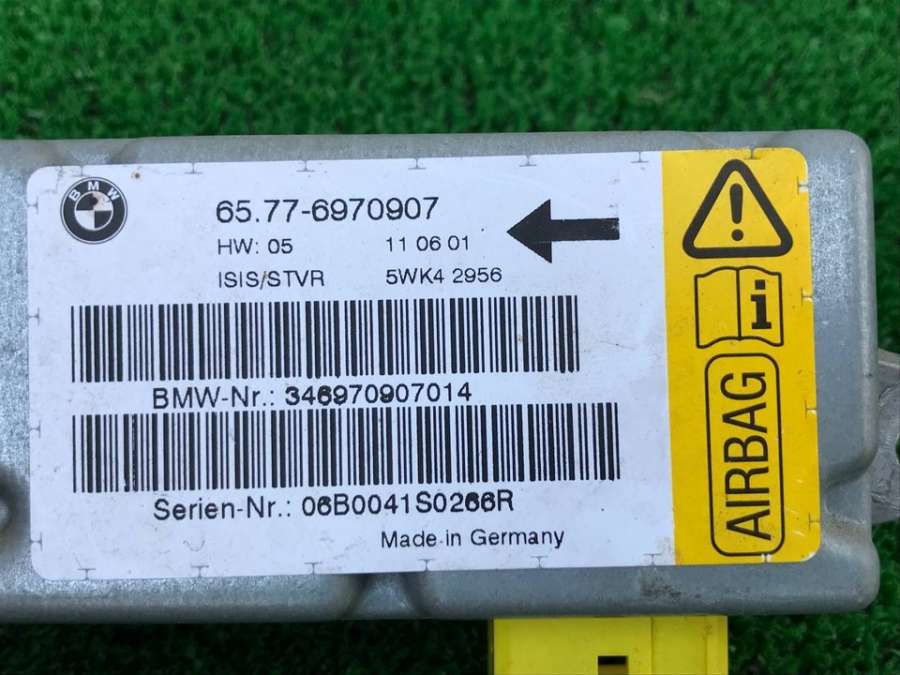 BMW
65.77-6970907
HW: 05 11 06 01
ISIS/STVR 5WK4 2956
BMW-Nr.: 346970907014
Serien-Nr.: 06B0041S0266R
Made in Germany
!
i
AIRBAG